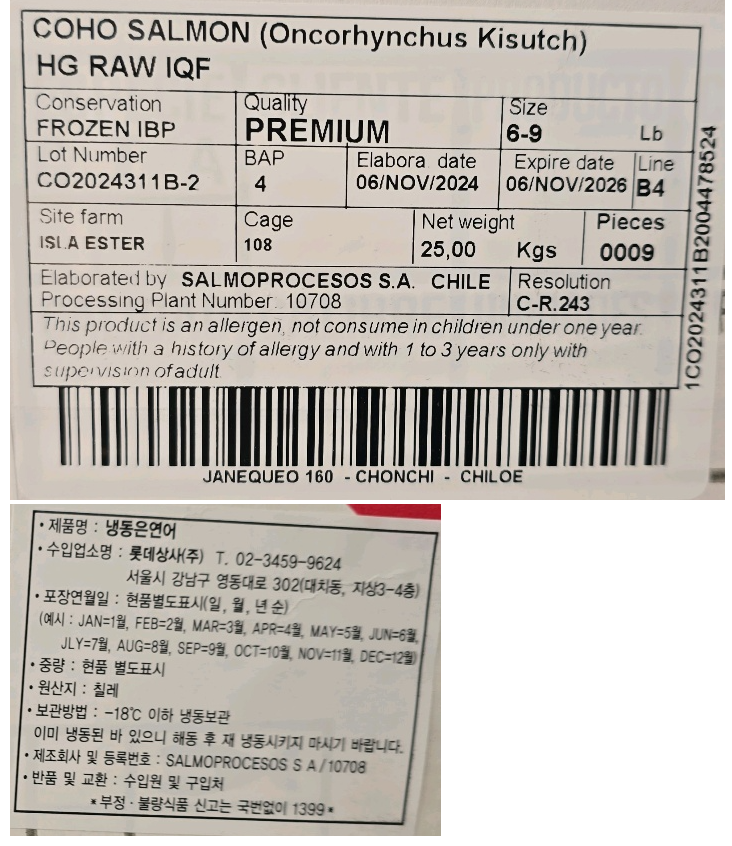 COHO SALMON (Oncorhynchus Kisutch)
HG RAW IQF
Conservation
FROZEN IBP
Quality
PREMIUM
Size
6-9 Lb
Lot Number
CO2024311B-2
BAP
4
Elabora. date
06/NOV/2024
Expire date
06/NOV/2026
Line
B4
Site farm
ISLA ESTER
Cage
108
Net weight
25,00 Kgs
Pieces
0009
Elaborated by SALMOPROCESOS S.A. CHILE
Processing Plant Number: 10708
Resolution
C-R.243
This product is an allergen, not consume in children under one year.
People with a history of allergy and with 1 to 3 years only with
supervision of adult
1CO2024311B2004478524
JANEQUEO 160 - CHONCHI - CHILOE
• 제품명 : 냉동은연어
• 수입업소명 : 롯데상사(주) T. 02-3459-9624
서울시 강남구 영동대로 302(대치동, 지상3-4층)
• 포장연월일 : 현품별도표시(일, 월, 년 순)
(예시 : JAN=1월, FEB=2월, MAR=3월, APR=4월, MAY=5월, JUN=6월,
JLY=7월, AUG=8월, SEP=9월, OCT=10월, NOV=11월, DEC=12월)
• 중량 : 현품 별도표시
• 원산지 : 칠레
• 보관방법 : -18℃ 이하 냉동보관
이미 냉동된 바 있으니 해동 후 재 냉동시키지 마시기 바랍니다.
• 제조회사 및 등록번호 : SALMOPROCESOS S A / 10708
• 반품 및 교환 : 수입원 및 구입처
* 부정 · 불량식품 신고는 국번없이 1399 *